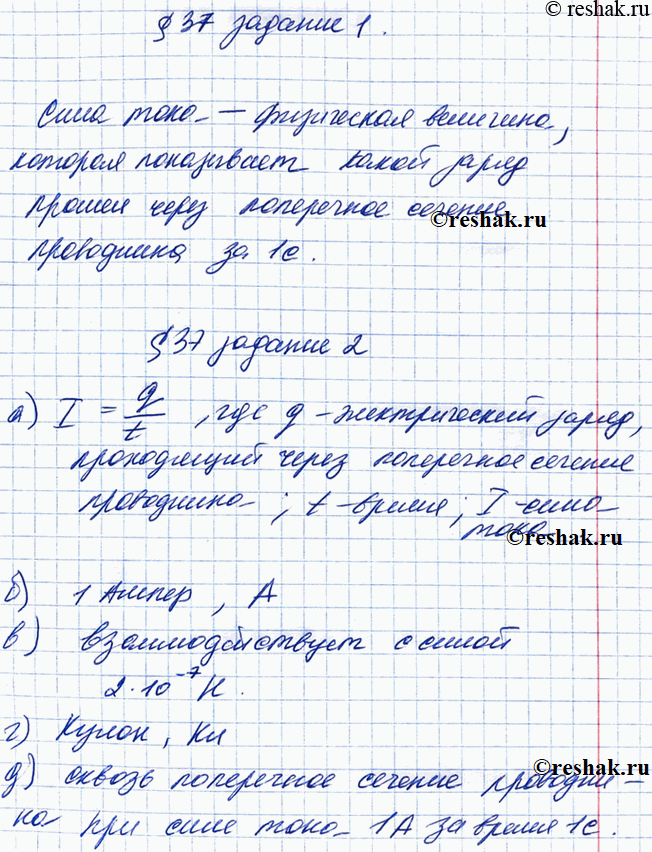 © reshak.ru
§ 37 задание 1.
Сила тока — физическая величина,
которая показывает какой заряд
прошел через поперечное сечение
reshak.ru
проводника за 1с.
§ 37 задание 2
а) I = q/t , где q – электрический заряд,
проходящий через поперечное сечение
проводника ; t – время ; I – сила
тока
©reshak.ru
б) 1 Ампер , А
в) взаимодействует с силой
2·10⁻⁷ Н.
г) Кулон , Кл
д) сквозь поперечное сечение проводни-
©reshak.ru
ка при силе тока 1А за время 1с.